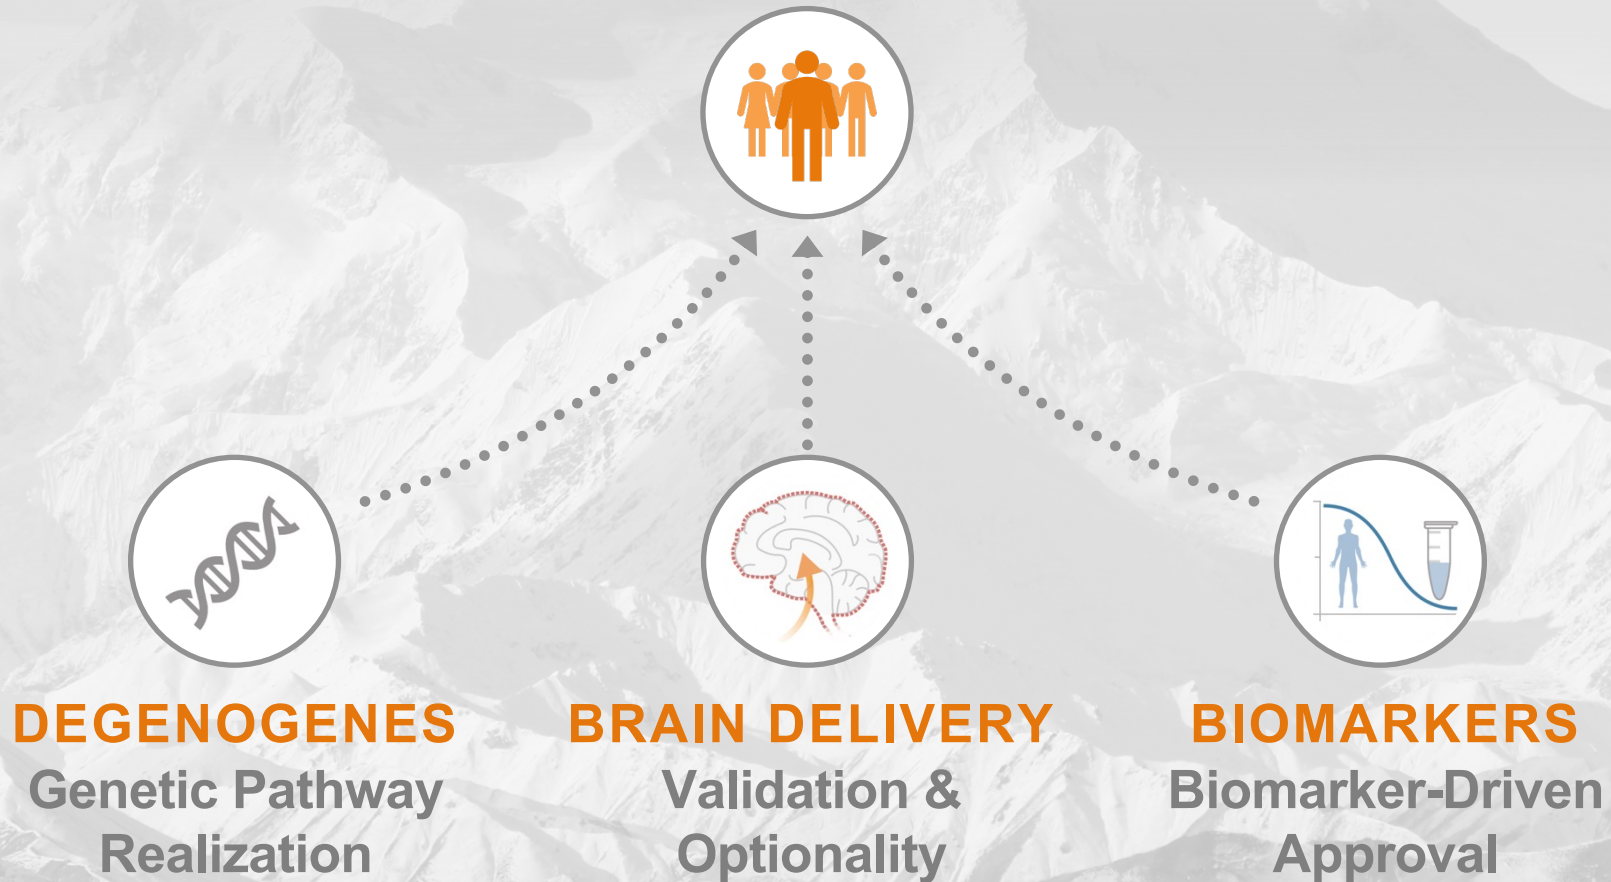 DEGENOGENES
Genetic Pathway
Realization
BRAIN DELIVERY
Validation &
Optionality
BIOMARKERS
Biomarker-Driven
Approval